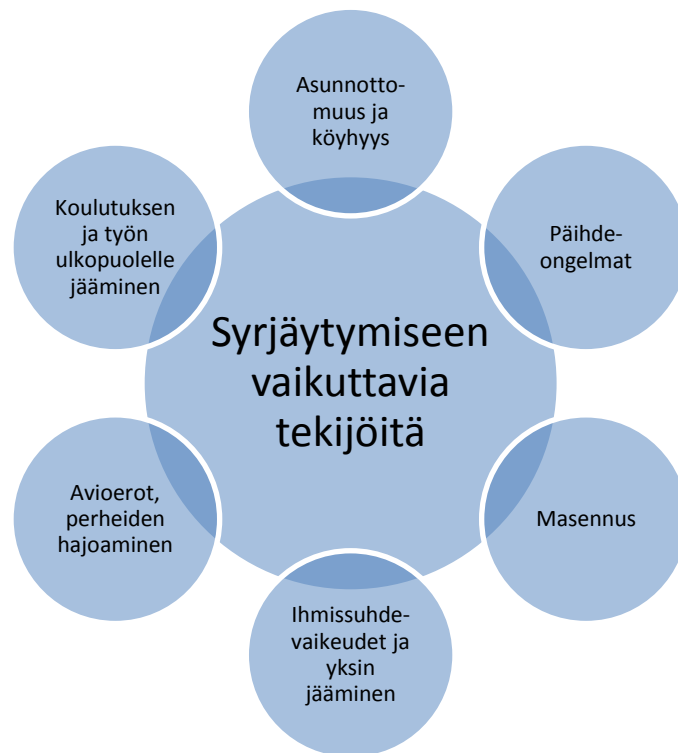 Asunnotto-
muus ja
köyhyys
Päihde-
ongelmat
Masennus
Ihmissuhde-
vaikeudet ja
yksin
jääminen
Avioerot,
perheiden
hajoaminen
Koulutuksen
ja työn
ulkopuolelle
jääminen
Syrjäytymiseen
vaikuttavia
tekijöitä